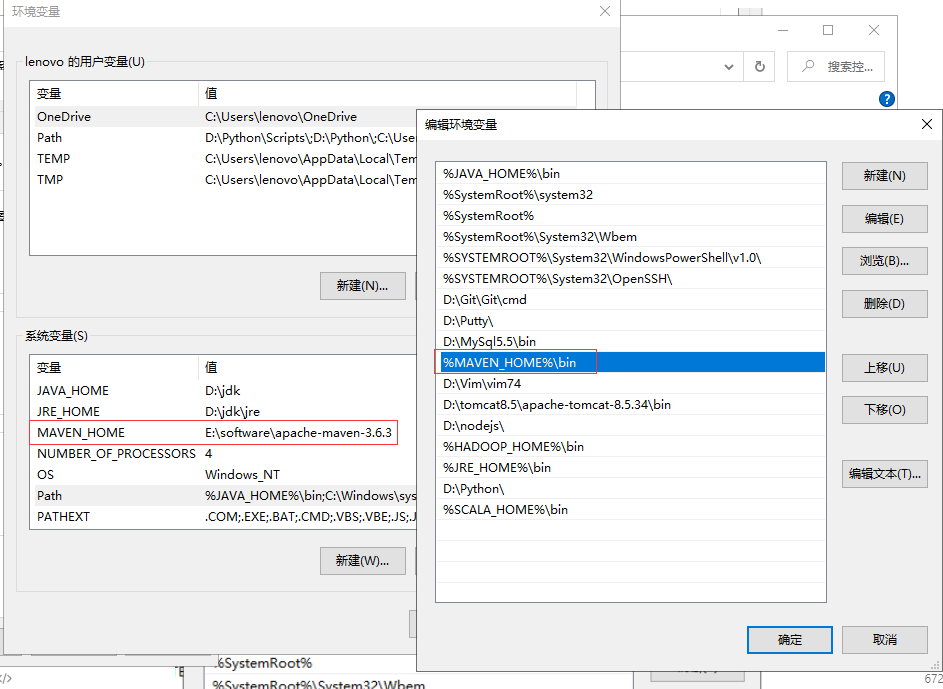 环境变量
lenovo 的用户变量(U)
变量 值
OneDrive C:\Users\lenovo\OneDrive
Path D:\Python\Scripts\;D:\Python\;C:\User
TEMP C:\Users\lenovo\AppData\Local\Tem
TMP C:\Users\lenovo\AppData\Local\Tem
新建(N)...
系统变量(S)
变量 值
JAVA_HOME D:\jdk
JRE_HOME D:\jdk\jre
MAVEN_HOME E:\software\apache-maven-3.6.3
NUMBER_OF_PROCESSORS 4
OS Windows_NT
Path %JAVA_HOME%\bin;C:\Windows\sys
PATHEXT .COM;.EXE;.BAT;.CMD;.VBS;.VBE;.JS;.J
新建(W)...
搜索控...
编辑环境变量
%JAVA_HOME%\bin
%SystemRoot%\system32
%SystemRoot%
%SystemRoot%\System32\Wbem
%SYSTEMROOT%\System32\WindowsPowerShell\v1.0\
%SYSTEMROOT%\System32\OpenSSH\
D:\Git\Git\cmd
D:\Putty\
D:\MySql5.5\bin
%MAVEN_HOME%\bin
D:\Vim\vim74
D:\tomcat8.5\apache-tomcat-8.5.34\bin
D:\nodejs\
%HADOOP_HOME%\bin
%JRE_HOME%\bin
D:\Python\
%SCALA_HOME%\bin
新建(N)
编辑(E)
浏览(B)...
删除(D)
上移(U)
下移(O)
编辑文本(T)...
确定
取消
%SystemRoot%
%SystemRoot%\System32\Wbem
672